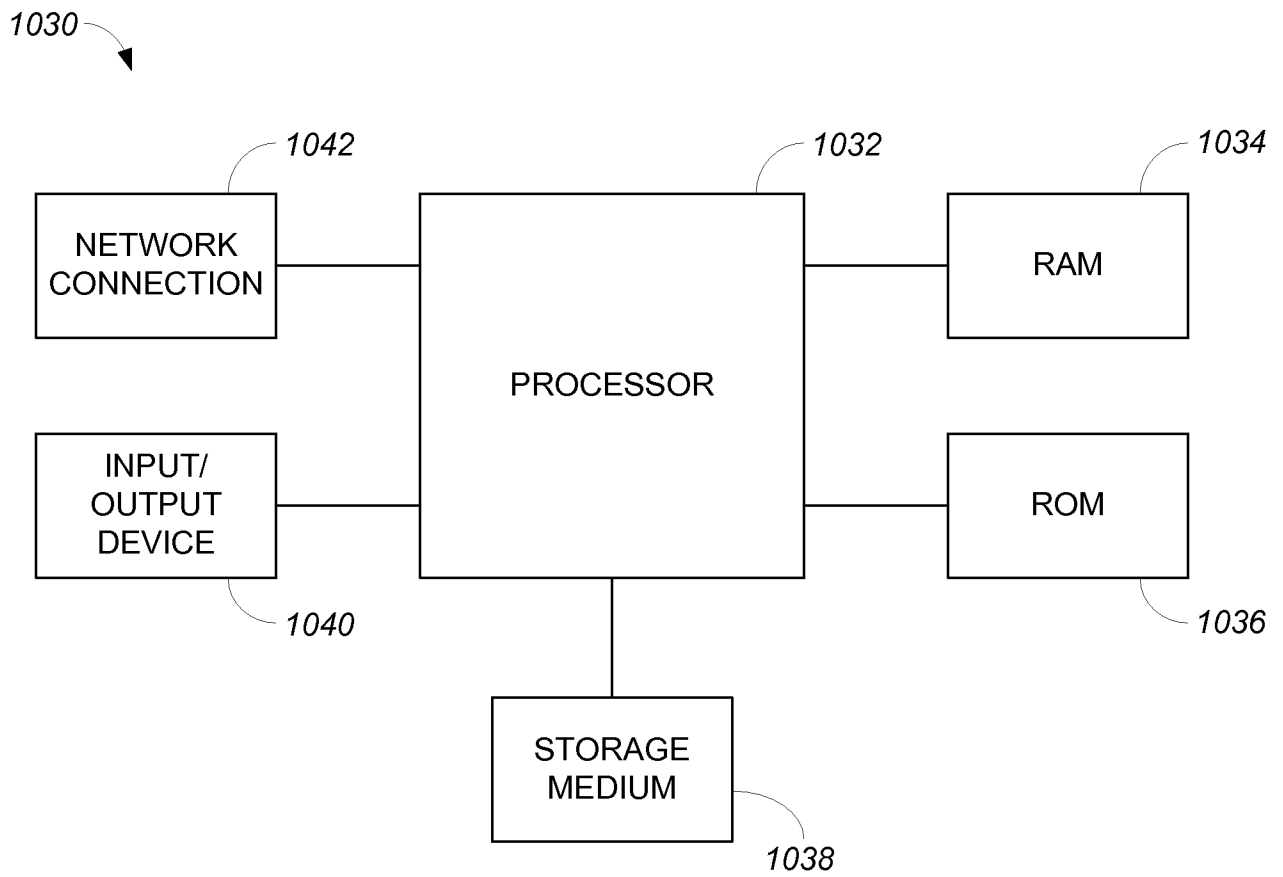 1030
1042
1032
1034
NETWORK
CONNECTION
PROCESSOR
RAM
INPUT/
OUTPUT
DEVICE
ROM
1040
1036
STORAGE
MEDIUM
1038